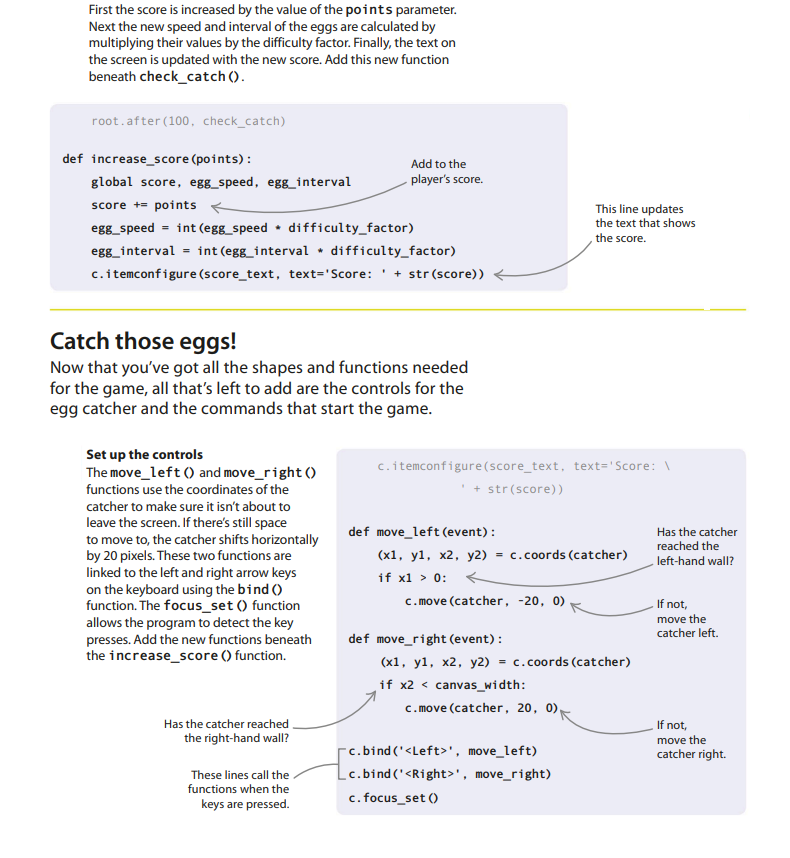 First the score is increased by the value of the points parameter.
Next the new speed and interval of the eggs are calculated by
multiplying their values by the difficulty factor. Finally, the text on
the screen is updated with the new score. Add this new function
beneath check_catch().
root.after(100, check_catch)
def increase_score(points):
global score, egg_speed, egg_interval
score += points
egg_speed = int(egg_speed * difficulty_factor)
egg_interval = int(egg_interval * difficulty_factor)
c.itemconfigure(score_text, text='Score: ' + str(score))
Add to the
player's score.
This line updates
the text that shows
the score.
Catch those eggs!
Now that you've got all the shapes and functions needed
for the game, all that's left to add are the controls for the
egg catcher and the commands that start the game.
Set up the controls
The move_left() and move_right()
functions use the coordinates of the
catcher to make sure it isn't about to
leave the screen. If there's still space
to move to, the catcher shifts horizontally
by 20 pixels. These two functions are
linked to the left and right arrow keys
on the keyboard using the bind()
function. The focus_set() function
allows the program to detect the key
presses. Add the new functions beneath
the increase_score() function.
c.itemconfigure(score_text, text='Score: \
' + str(score))
def move_left(event):
(x1, y1, x2, y2) = c.coords(catcher)
if x1 > 0:
c.move(catcher, -20, 0)
def move_right(event):
(x1, y1, x2, y2) = c.coords(catcher)
if x2 < canvas_width:
c.move(catcher, 20, 0)
c.bind('<Left>', move_left)
c.bind('<Right>', move_right)
c.focus_set()
Has the catcher
reached the
left-hand wall?
If not,
move the
catcher left.
Has the catcher reached
the right-hand wall?
If not,
move the
catcher right.
These lines call the
functions when the
keys are pressed.